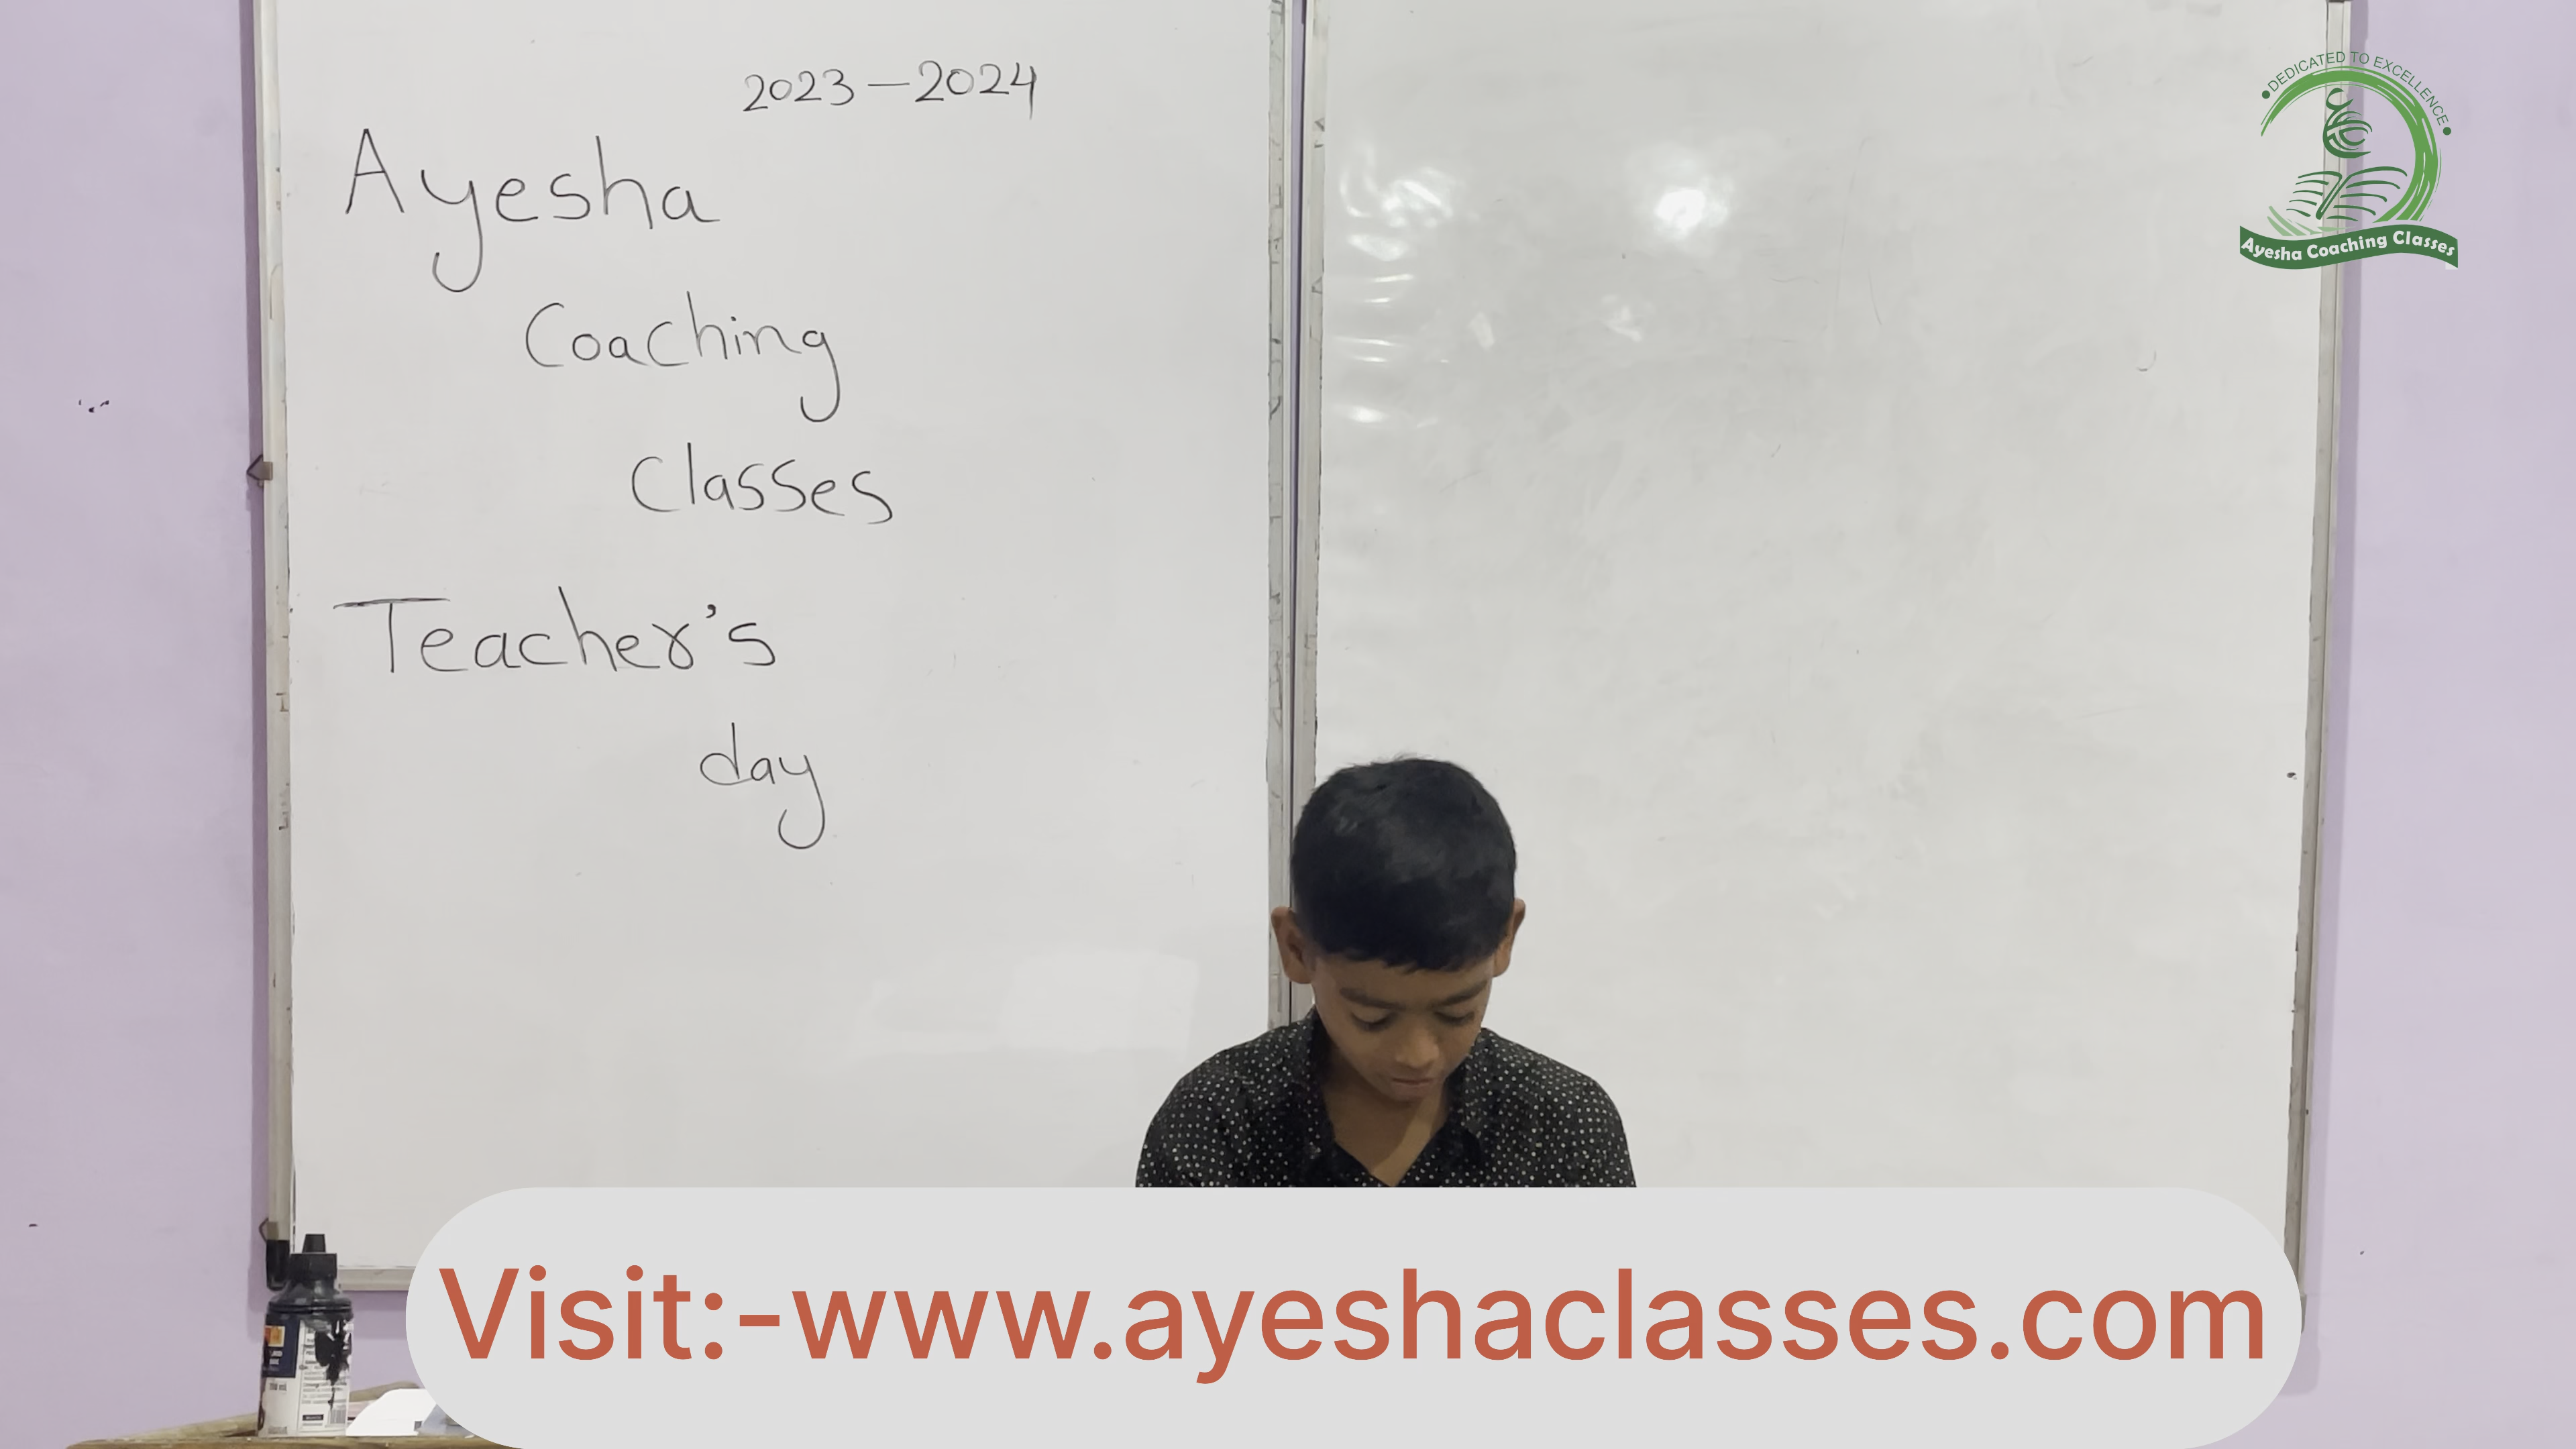 2023-2024
Ayesha
Coaching
Classes
Teacher's
day
• DEDICATED TO EXCELLENCE •
Ayesha Coaching Classes
Visit:-www.ayeshaclasses.com